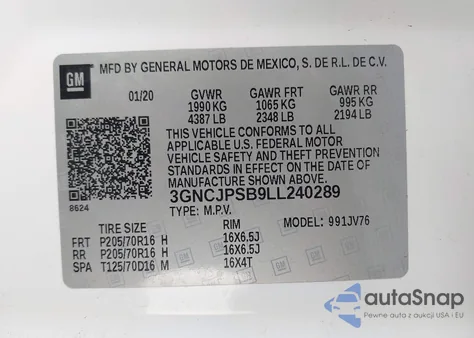 GM
MFD BY GENERAL MOTORS DE MEXICO, S. DE R.L. DE C.V.
01/20 GVWR GAWR FRT GAWR RR
1990 KG 1065 KG 995 KG
4387 LB 2348 LB 2194 LB
THIS VEHICLE CONFORMS TO ALL
APPLICABLE U.S. FEDERAL MOTOR
VEHICLE SAFETY AND THEFT PREVENTION
STANDARDS IN EFFECT ON THE DATE OF
MANUFACTURE SHOWN ABOVE.
8624
3GNCJPSB9LL240289
TYPE: M.P.V. MODEL: 991JV76
TIRE SIZE RIM
FRT P205/70R16 H 16X6.5J
RR P205/70R16 H 16X6.5J
SPA T125/70D16 M 16X4T
autoSnap
Pewne auta z USA i EU